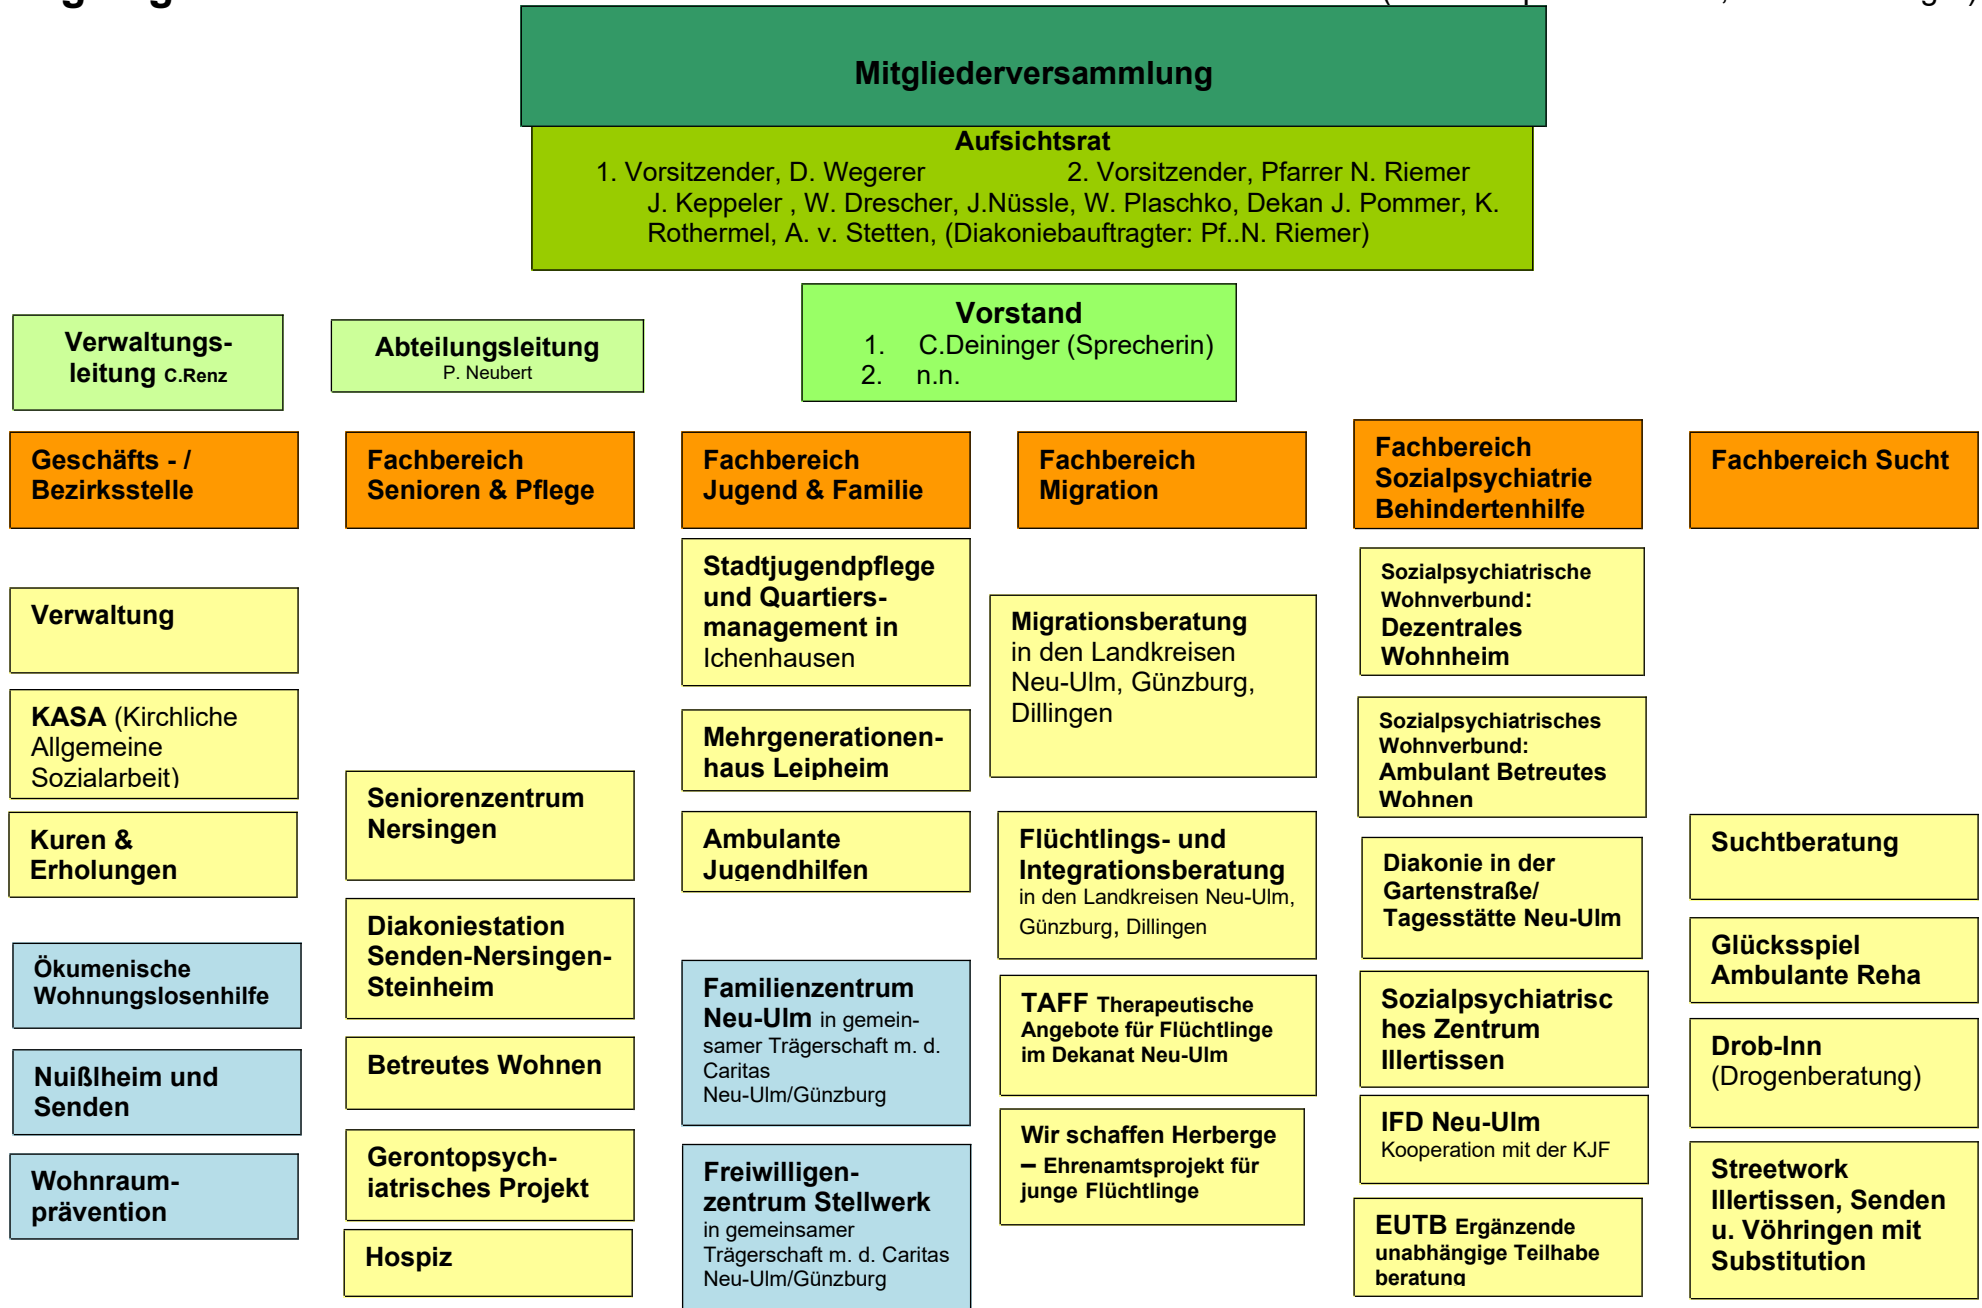 Mitgliederversammlung
Aufsichtsrat
1. Vorsitzender, D. Wegerer 2. Vorsitzender, Pfarrer N. Riemer
J. Keppeler , W. Drescher, J.Nüssle, W. Plaschko, Dekan J. Pommer, K.
Rothermel, A. v. Stetten, (Diakoniebauftragter: Pf..N. Riemer)
Vorstand
1. C.Deininger (Sprecherin)
2. n.n.
Verwaltungs-
leitung C.Renz
Abteilungsleitung
P. Neubert
Geschäfts - /
Bezirksstelle
Verwaltung
KASA (Kirchliche
Allgemeine
Sozialarbeit)
Kuren &
Erholungen
Ökumenische
Wohnungslosenhilfe
Nuißlheim und
Senden
Wohnraum-
prävention
Fachbereich
Senioren & Pflege
Seniorenzentrum
Nersingen
Diakoniestation
Senden-Nersingen-
Steinheim
Betreutes Wohnen
Gerontopsych-
iatrisches Projekt
Hospiz
Fachbereich
Jugend & Familie
Stadtjugendpflege
und Quartiers-
management in
Ichenhausen
Mehrgenerationen-
haus Leipheim
Ambulante
Jugendhilfen
Familienzentrum
Neu-Ulm in gemein-
samer Trägerschaft m. d.
Caritas
Neu-Ulm/Günzburg
Freiwilligen-
zentrum Stellwerk
in gemeinsamer
Trägerschaft m. d. Caritas
Neu-Ulm/Günzburg
Fachbereich
Migration
Migrationsberatung
in den Landkreisen
Neu-Ulm, Günzburg,
Dillingen
Flüchtlings- und
Integrationsberatung
in den Landkreisen Neu-Ulm,
Günzburg, Dillingen
TAFF Therapeutische
Angebote für Flüchtlinge
im Dekanat Neu-Ulm
Wir schaffen Herberge
– Ehrenamtsprojekt für
junge Flüchtlinge
Fachbereich
Sozialpsychiatrie
Behindertenhilfe
Sozialpsychiatrische
Wohnverbund:
Dezentrales
Wohnheim
Sozialpsychiatrisches
Wohnverbund:
Ambulant Betreutes
Wohnen
Diakonie in der
Gartenstraße/
Tagesstätte Neu-Ulm
Sozialpsychiatrisc
hes Zentrum
Illertissen
IFD Neu-Ulm
Kooperation mit der KJF
EUTB Ergänzende
unabhängige Teilhabe
beratung
Fachbereich Sucht
Suchtberatung
Glücksspiel
Ambulante Reha
Drob-Inn
(Drogenberatung)
Streetwork
Illertissen, Senden
u. Vöhringen mit
Substitution